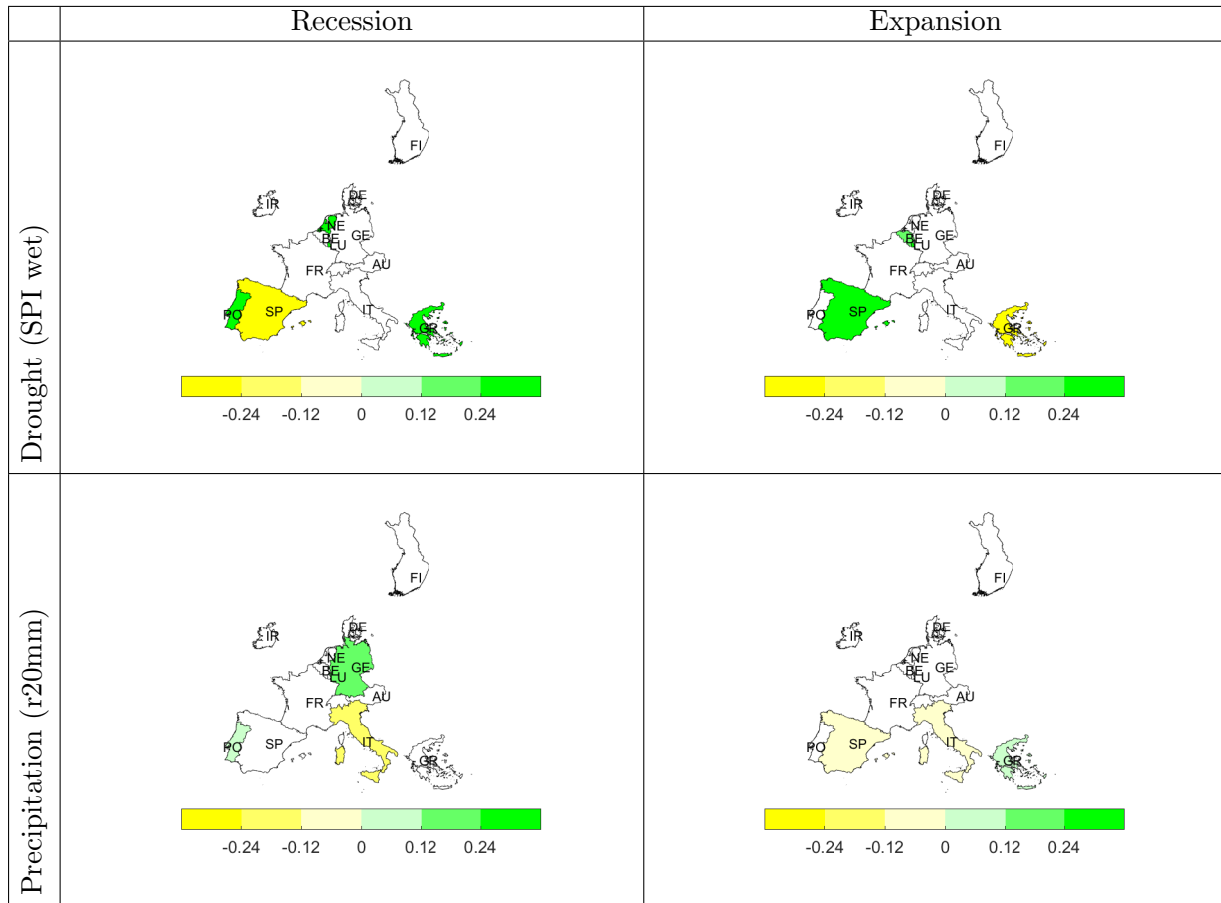 Recession Expansion
Drought (SPI wet)
FI
DE
IR
NE
BE
LU
GE
AU
FR
PO
SP
IT
GR
-0.24 -0.12 0 0.12 0.24
FI
DE
IR
NE
BE
LU
GE
AU
FR
PO
SP
IT
GR
-0.24 -0.12 0 0.12 0.24
Precipitation (r20mm)
FI
DE
IR
NE
BE
LU
GE
AU
FR
PO
SP
IT
GR
-0.24 -0.12 0 0.12 0.24
FI
DE
IR
NE
BE
LU
GE
AU
FR
PO
SP
IT
GR
-0.24 -0.12 0 0.12 0.24